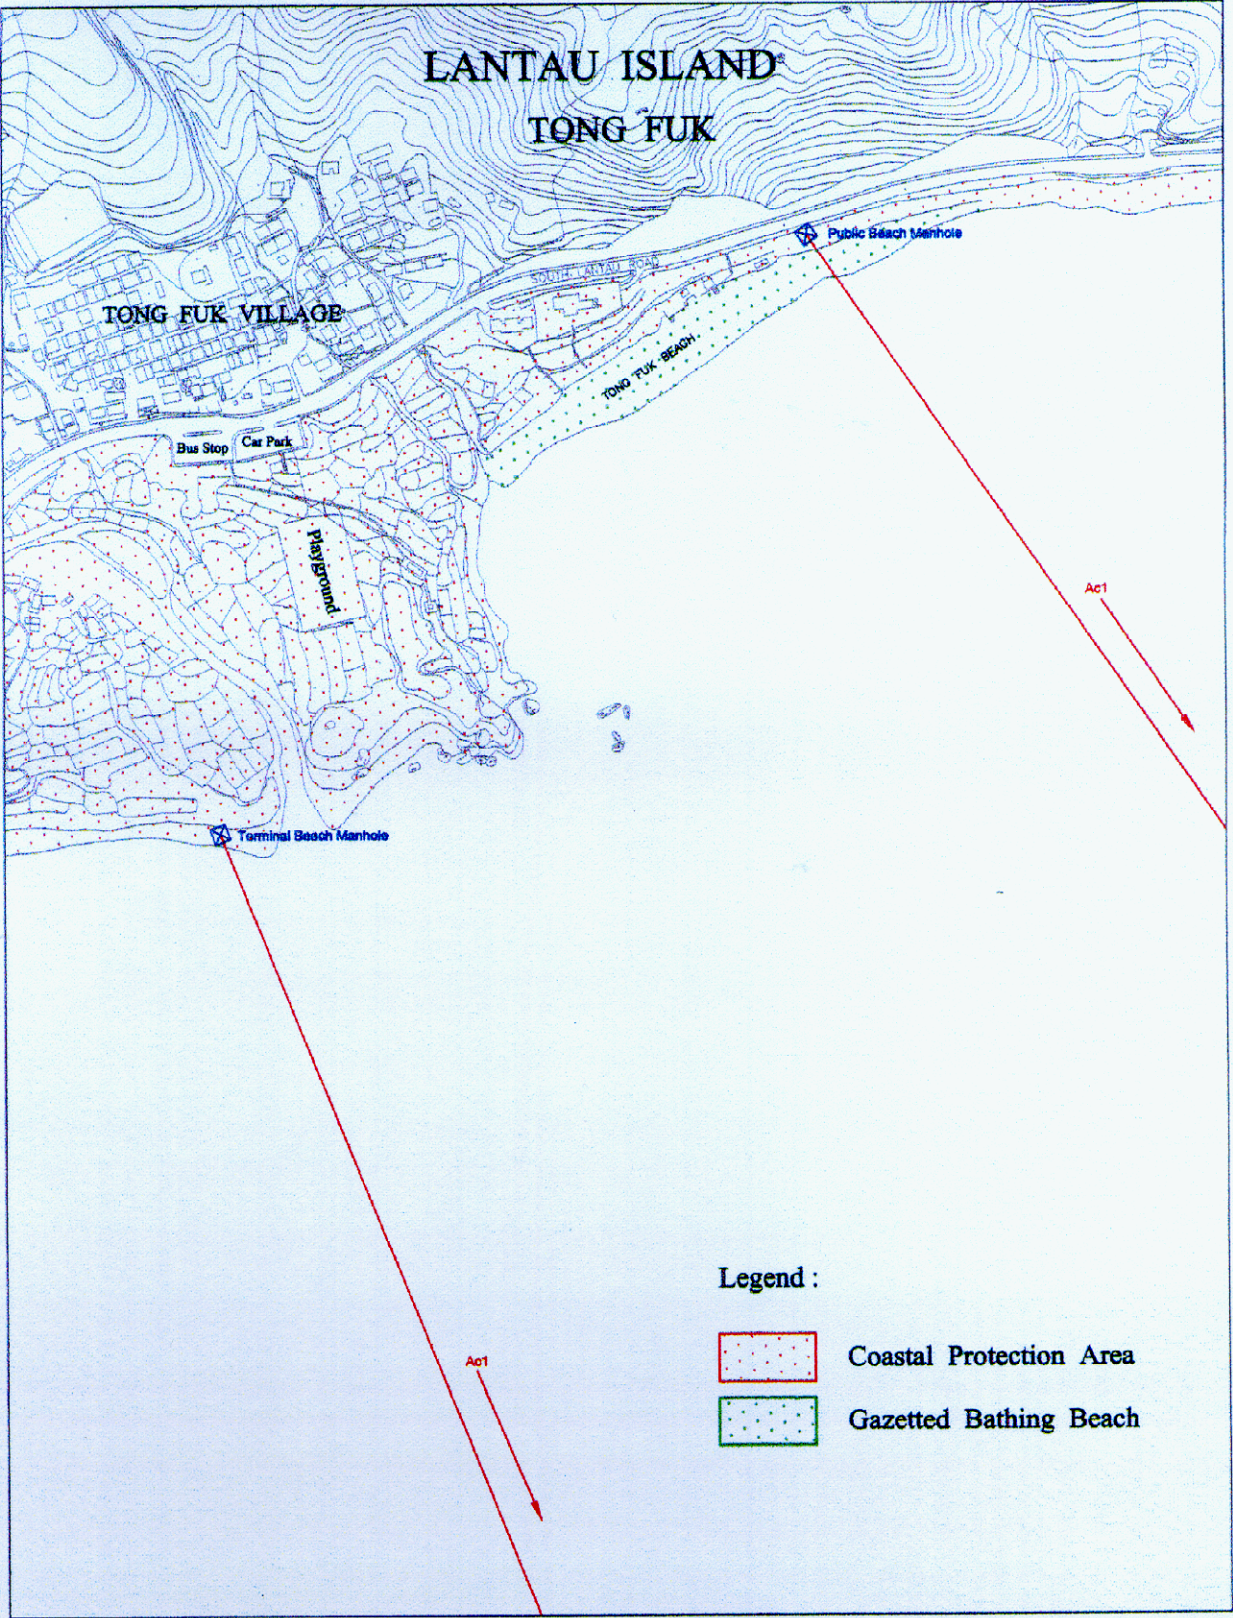 LANTAU ISLAND
TONG FUK
Public Beach Manhole
SOUTH LANTAU ROAD
TONG FUK VILLAGE
TONG FUK BEACH
Bus Stop
Car Park
Playground
Ac1
Terminal Beach Manhole
Ac1
Legend :
Coastal Protection Area
Gazetted Bathing Beach